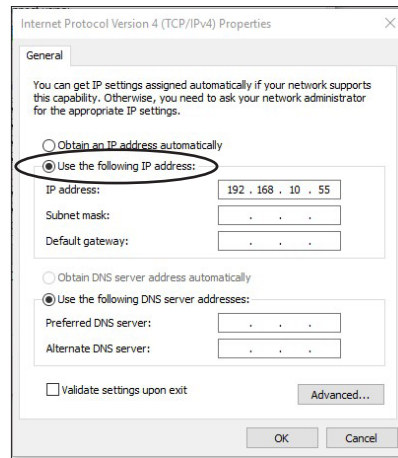 Internet Protocol Version 4 (TCP/IPv4) Properties
General
You can get IP settings assigned automatically if your network supports
this capability. Otherwise, you need to ask your network administrator
for the appropriate IP settings.
Obtain an IP address automatically
Use the following IP address:
IP address: 192 . 168 . 10 . 55
Subnet mask: . . .
Default gateway: . . .
Obtain DNS server address automatically
Use the following DNS server addresses:
Preferred DNS server: . . .
Alternate DNS server: . . .
Validate settings upon exit
Advanced...
OK Cancel